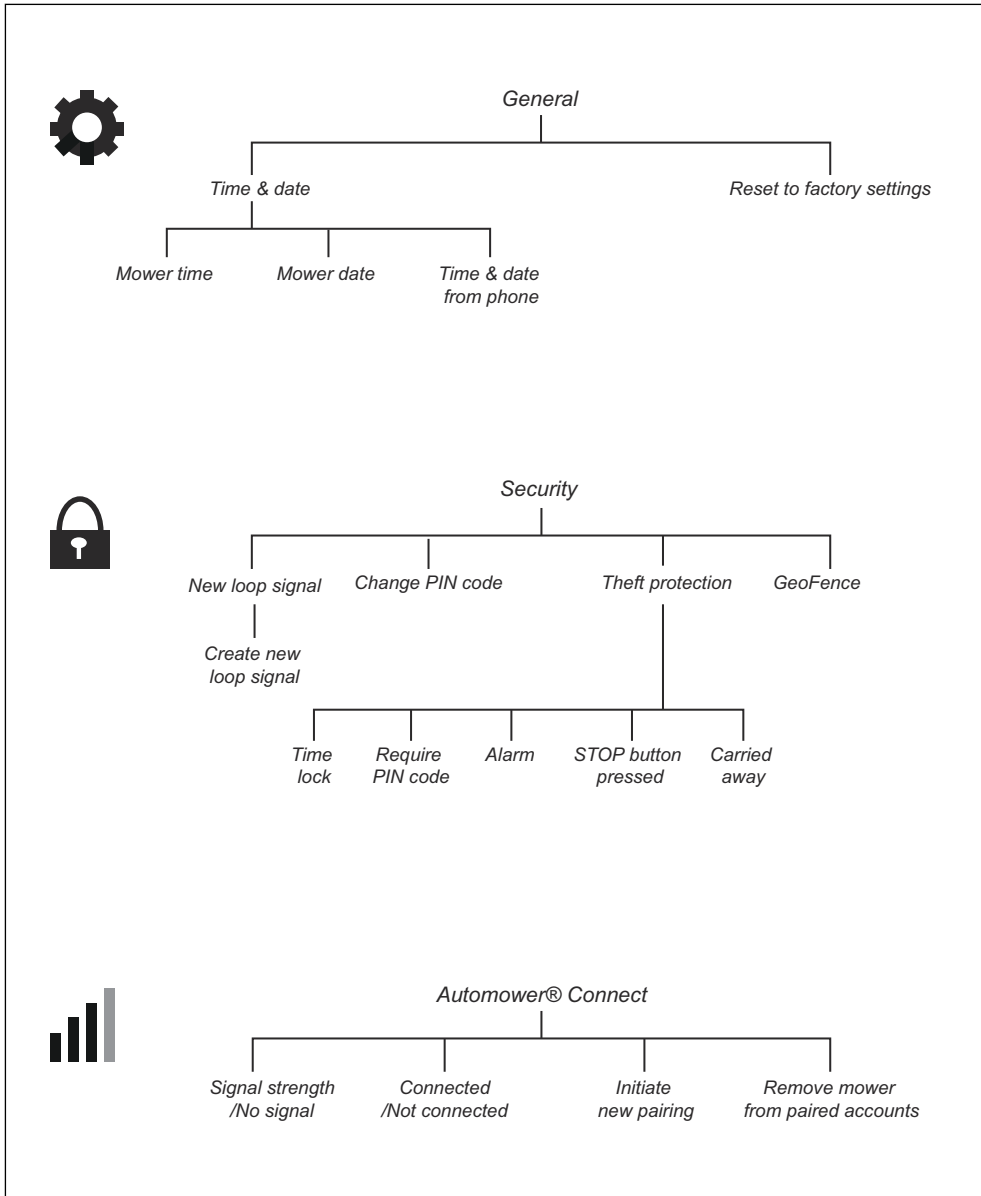 General
Time & date
Reset to factory settings
Mower time
Mower date
Time & date
from phone
Security
New loop signal
Change PIN code
Theft protection
GeoFence
Create new
loop signal
Time
lock
Require
PIN code
Alarm
STOP button
pressed
Carried
away
Automower® Connect
Signal strength
/No signal
Connected
/Not connected
Initiate
new pairing
Remove mower
from paired accounts